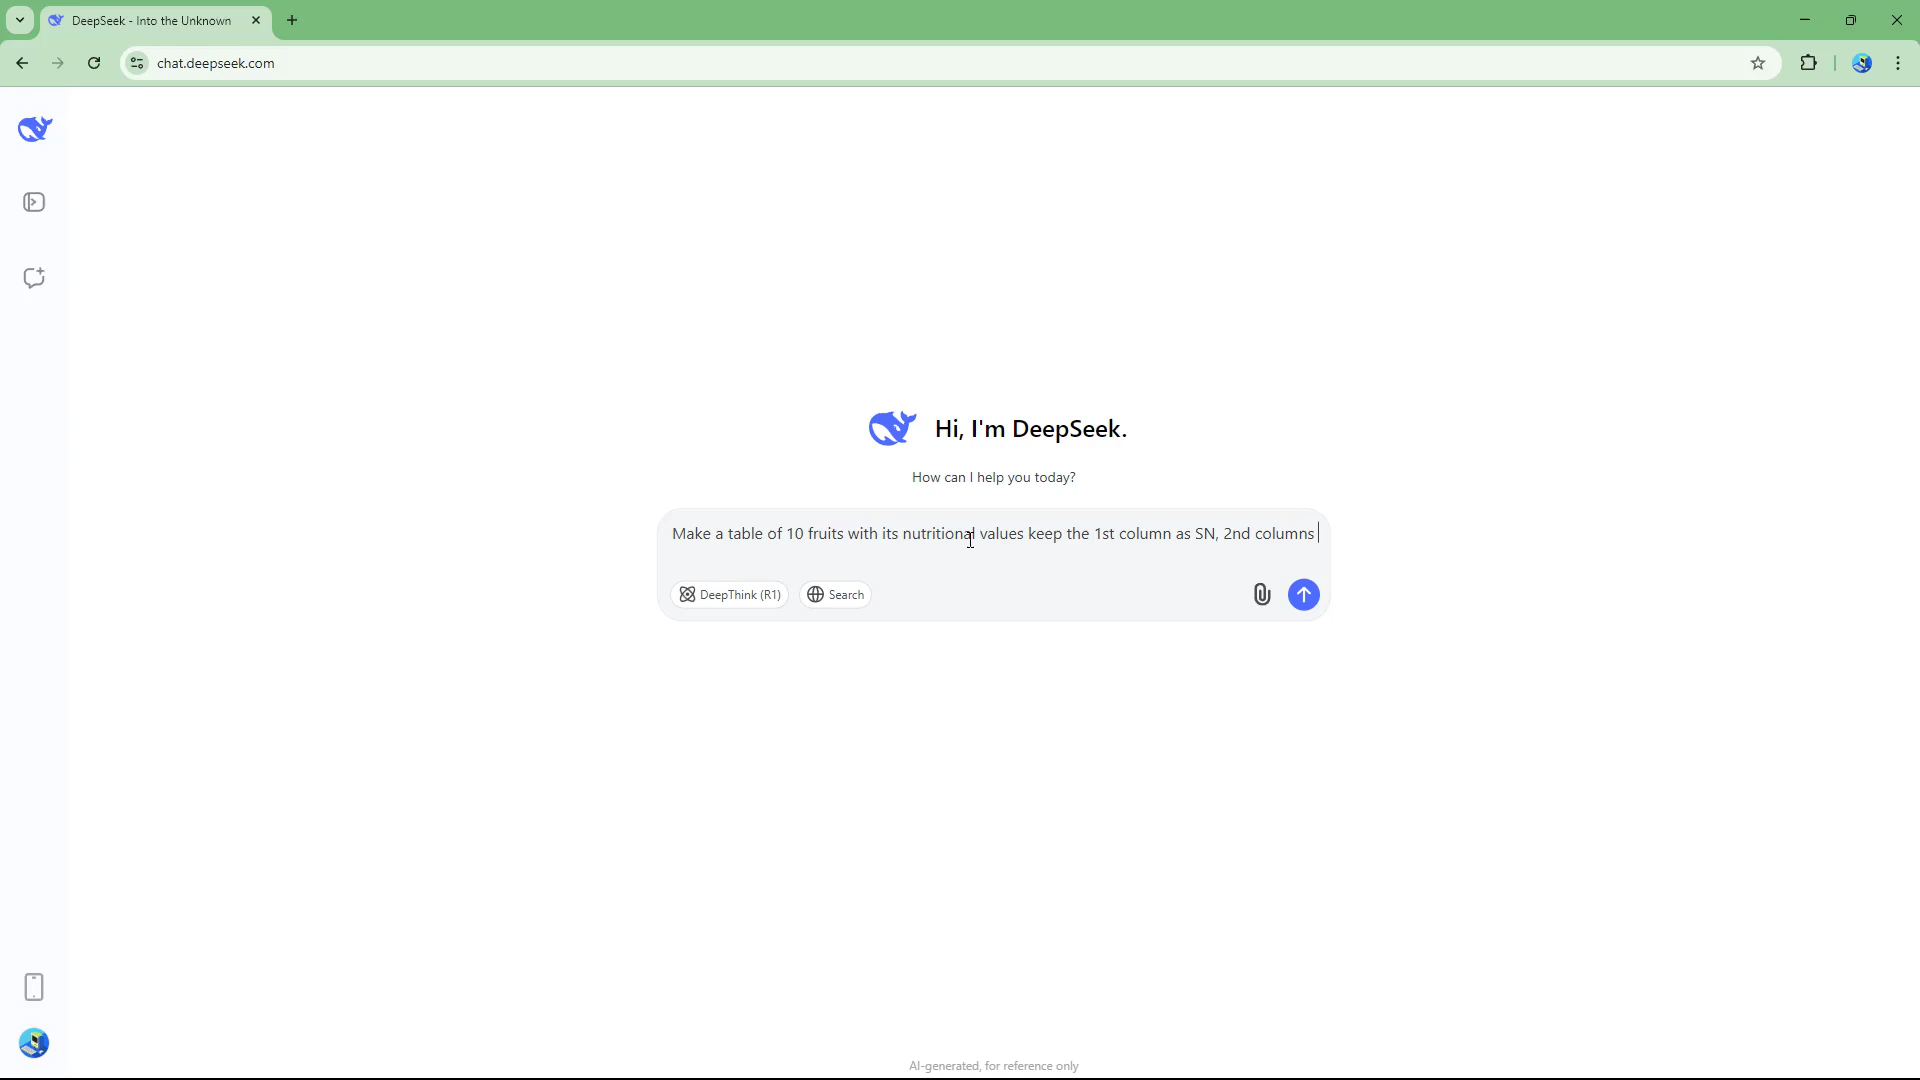 DeepSeek - Into the Unknown
chat.deepseek.com
Hi, I'm DeepSeek.
How can I help you today?
Make a table of 10 fruits with its nutritional values keep the 1st column as SN, 2nd columns
DeepThink (R1)
Search
AI-generated, for reference only